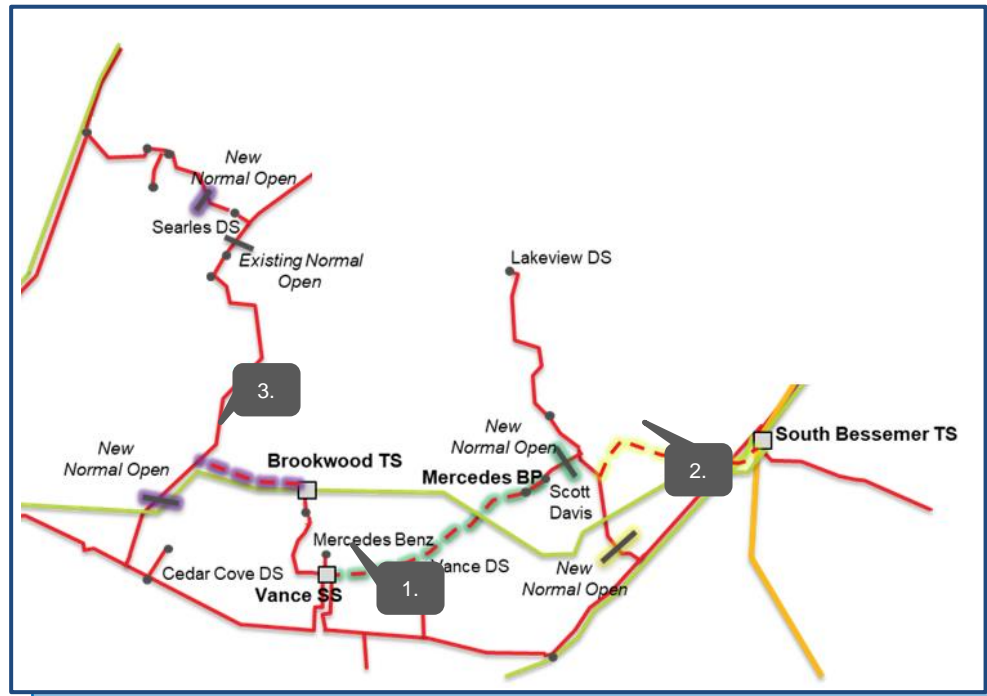 New
Normal Open
Searles DS
Existing Normal
Open
Lakeview DS
3.
New
Normal Open
South Bessemer TS
New
Normal Open
Brookwood TS
Mercedes BP
2.
Scott
Davis
Mercedes Benz
Vance DS
Cedar Cove DS
New
Normal Open
Vance SS
1.